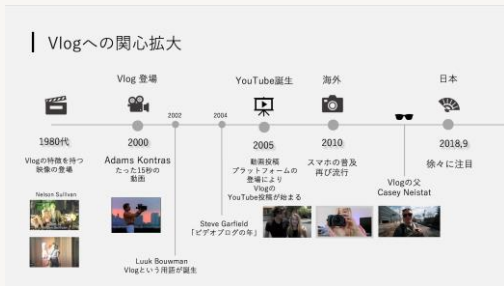 Vlogへの関心拡大
Vlog 登場
YouTube誕生
海外
日本
2002
2004
1980代
Vlogの特徴を持つ
映像の登場
Nelson Sullivan
2000
Adams Kontras
たった15秒の
動画
Luuk Bouwman
Vlogという用語が誕生
Steve Garfield
「ビデオブログの年」
2005
動画投稿
プラットフォームの
登場により
Vlogの
YouTube投稿が始まる
2010
スマホの普及
再び流行
Vlogの父
Casey Neistat
2018,9
徐々に注目